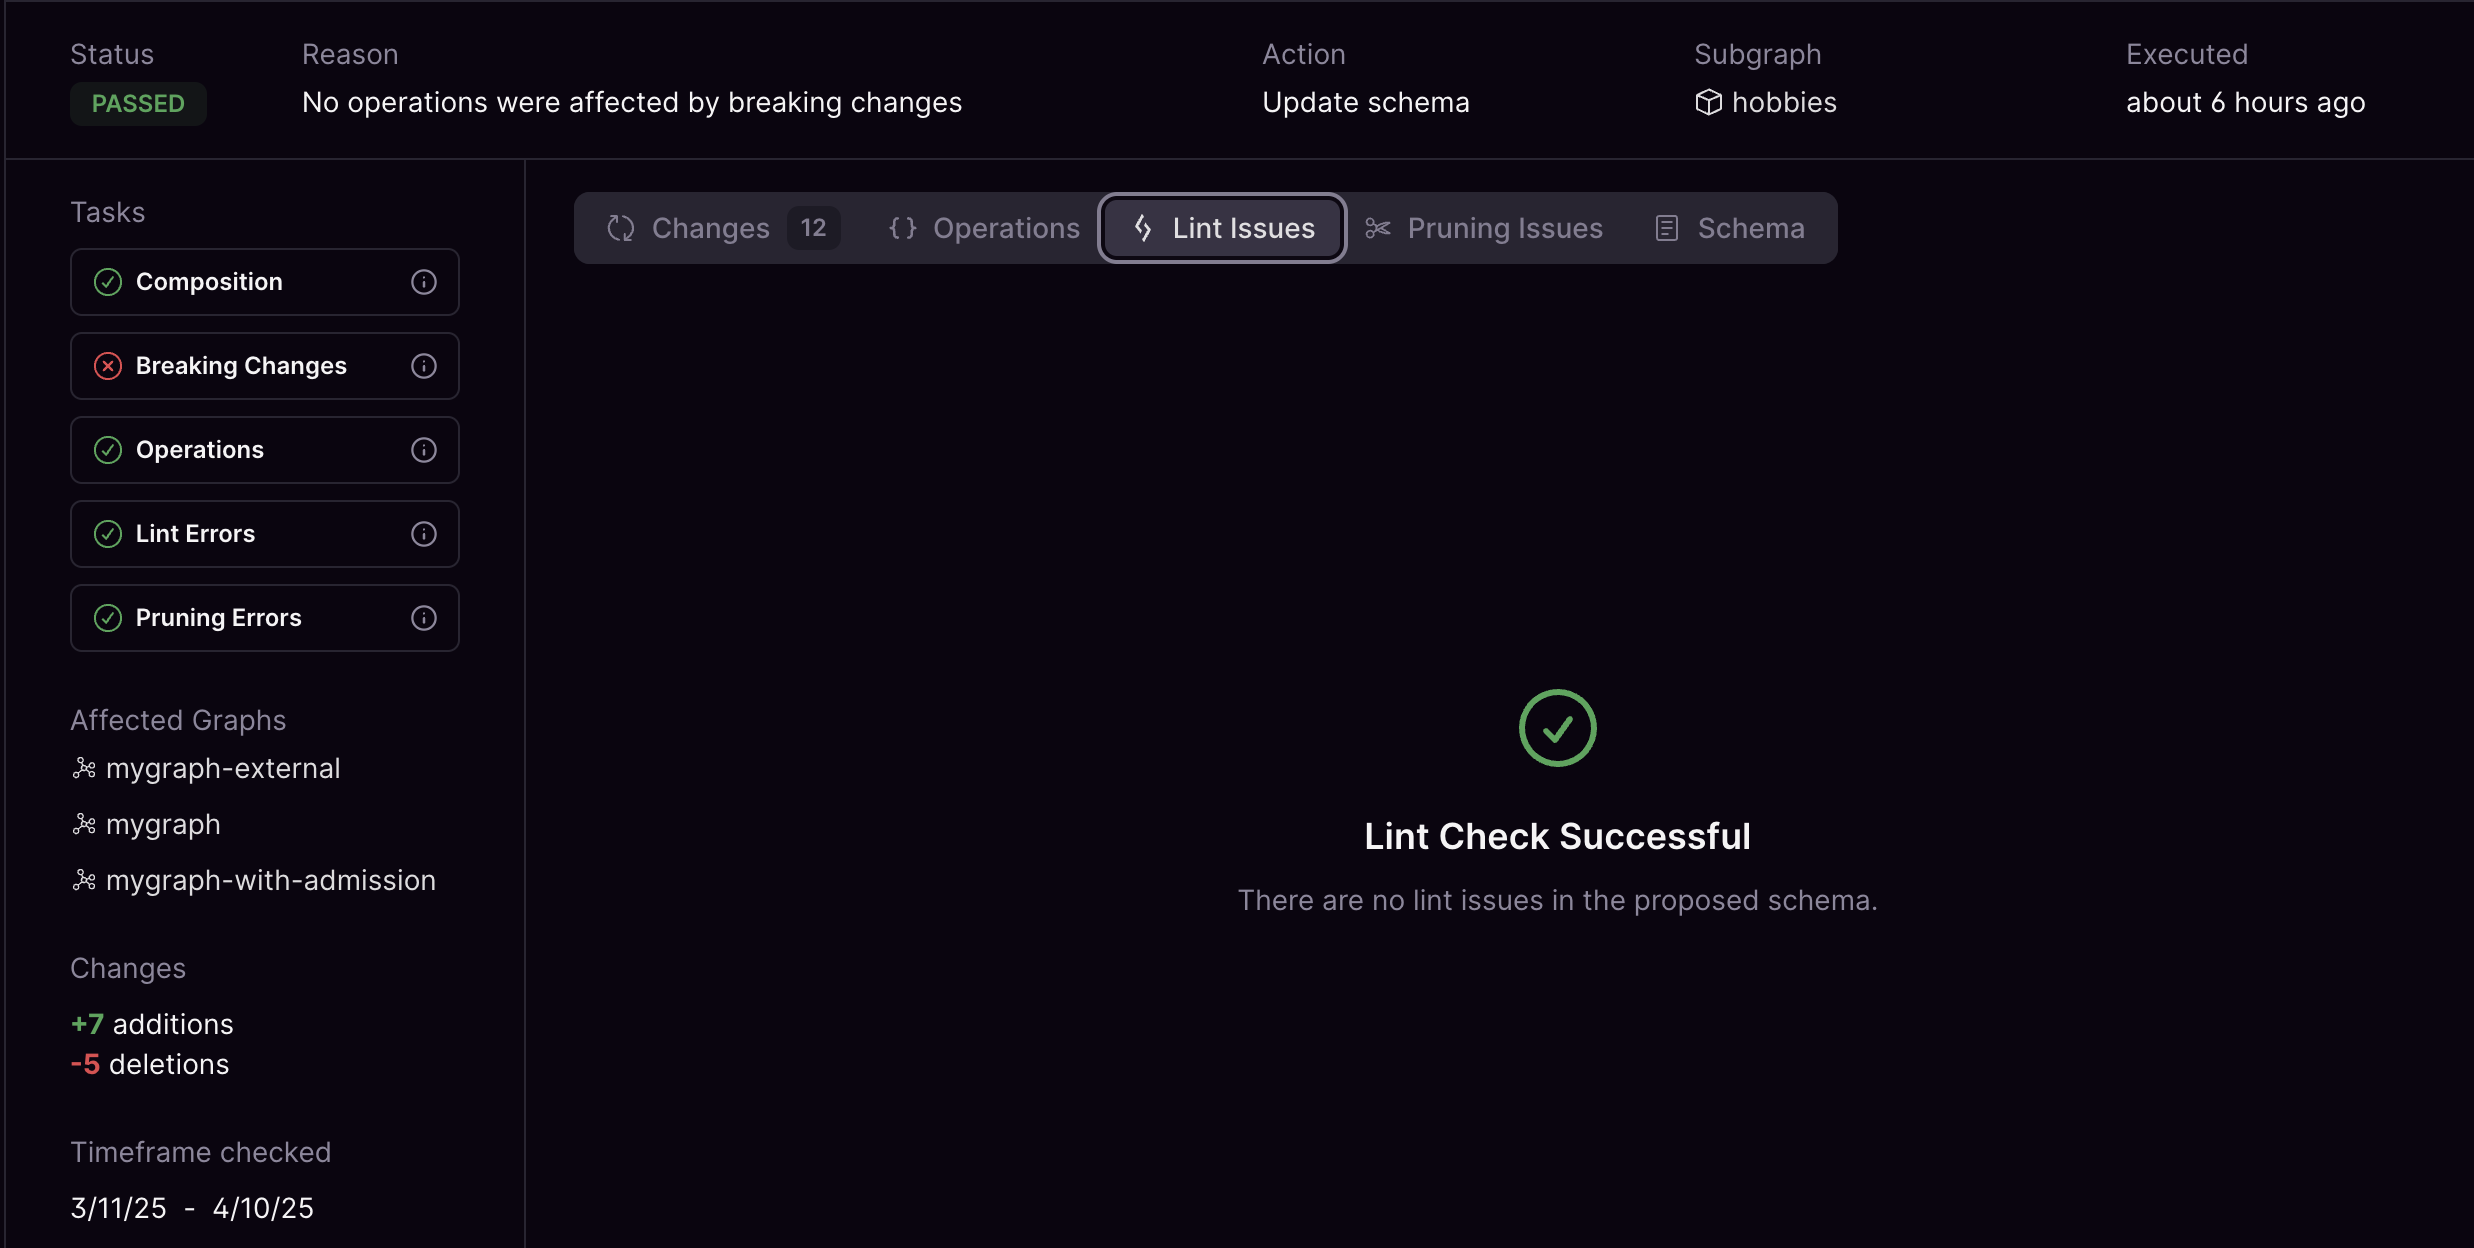 Status
PASSED
Reason
No operations were affected by breaking changes
Action
Update schema
Subgraph
hobbies
Executed
about 6 hours ago
Tasks
Composition
Breaking Changes
Operations
Lint Errors
Pruning Errors
Affected Graphs
mygraph-external
mygraph
mygraph-with-admission
Changes
+7 additions
-5 deletions
Timeframe checked
3/11/25 - 4/10/25
Changes 12
Operations
Lint Issues
Pruning Issues
Schema
Lint Check Successful
There are no lint issues in the proposed schema.